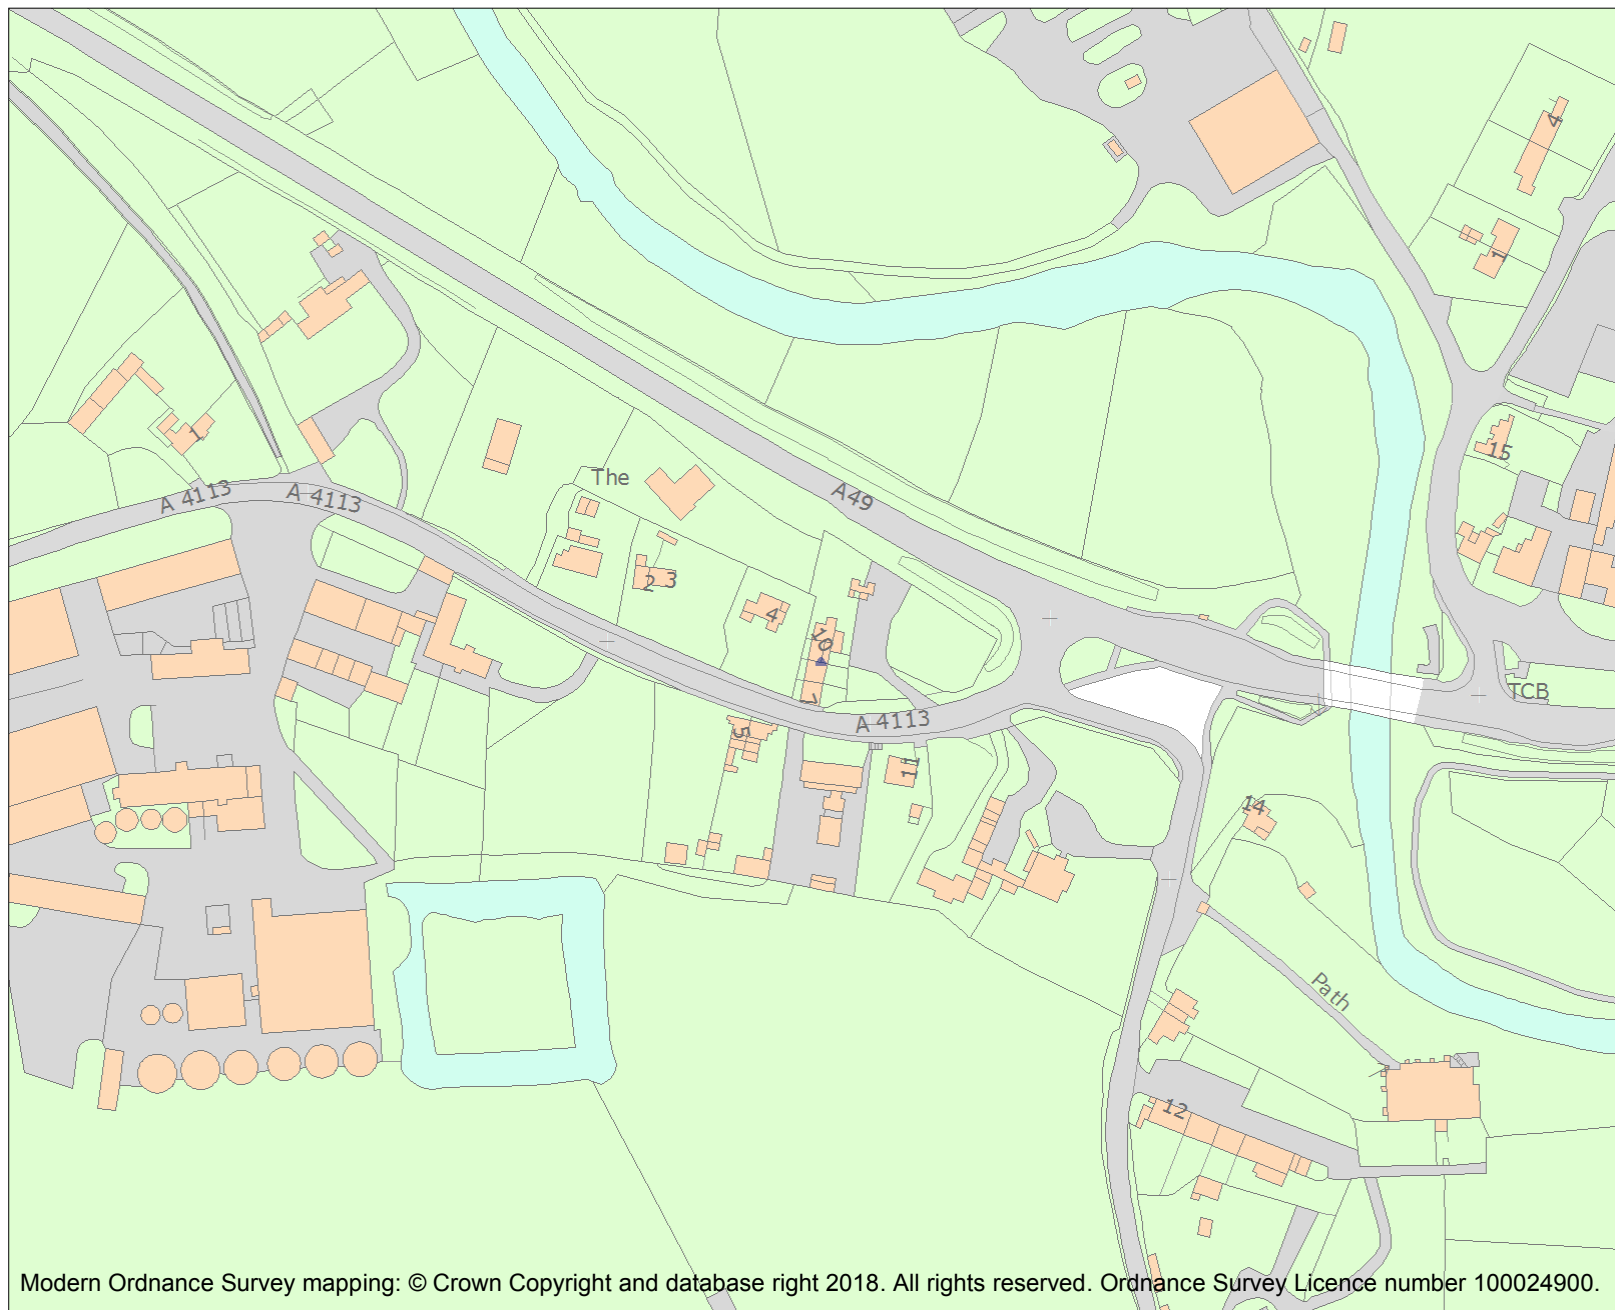 4
1
1
15
The
A 4113
A 4113
A49
2
3
4
10
7
TCB
A 4113
5
11
14
Path
12
Modern Ordnance Survey mapping: © Crown Copyright and database right 2018. All rights reserved. Ordnance Survey Licence number 100024900.